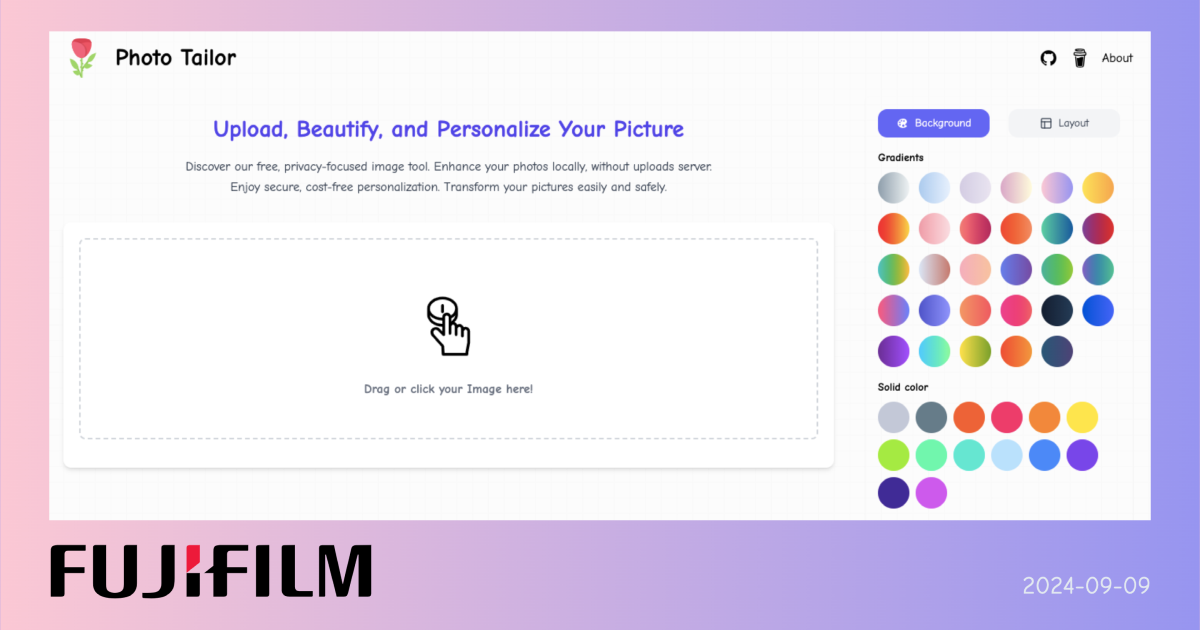 Photo Tailor
About
Upload, Beautify, and Personalize Your Picture
Discover our free, privacy-focused image tool. Enhance your photos locally, without uploads server.
Enjoy secure, cost-free personalization. Transform your pictures easily and safely.
Drag or click your Image here!
Background
Layout
Gradients
Solid color
FUJIFILM
2024-09-09